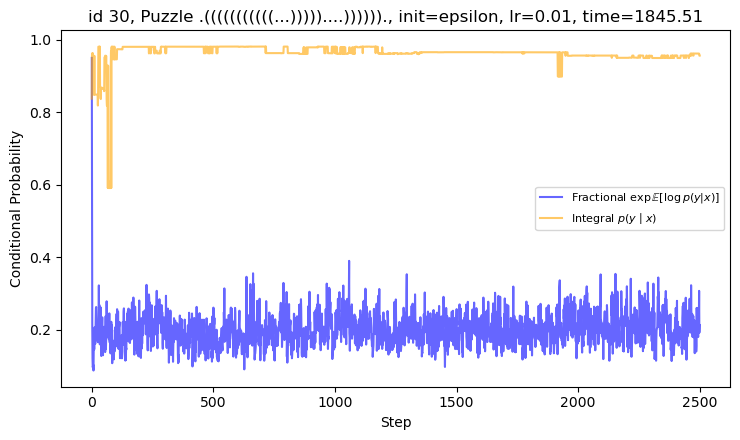 id 30, Puzzle .(((((((((((...)))))....))))))., init=epsilon, lr=0.01, time=1845.51
1.0
0.8
0.6
0.4
0.2
Conditional Probability
Fractional exp𝔼[log p(y|x)]
Integral p(y | x)
0
500
1000
1500
2000
2500
Step